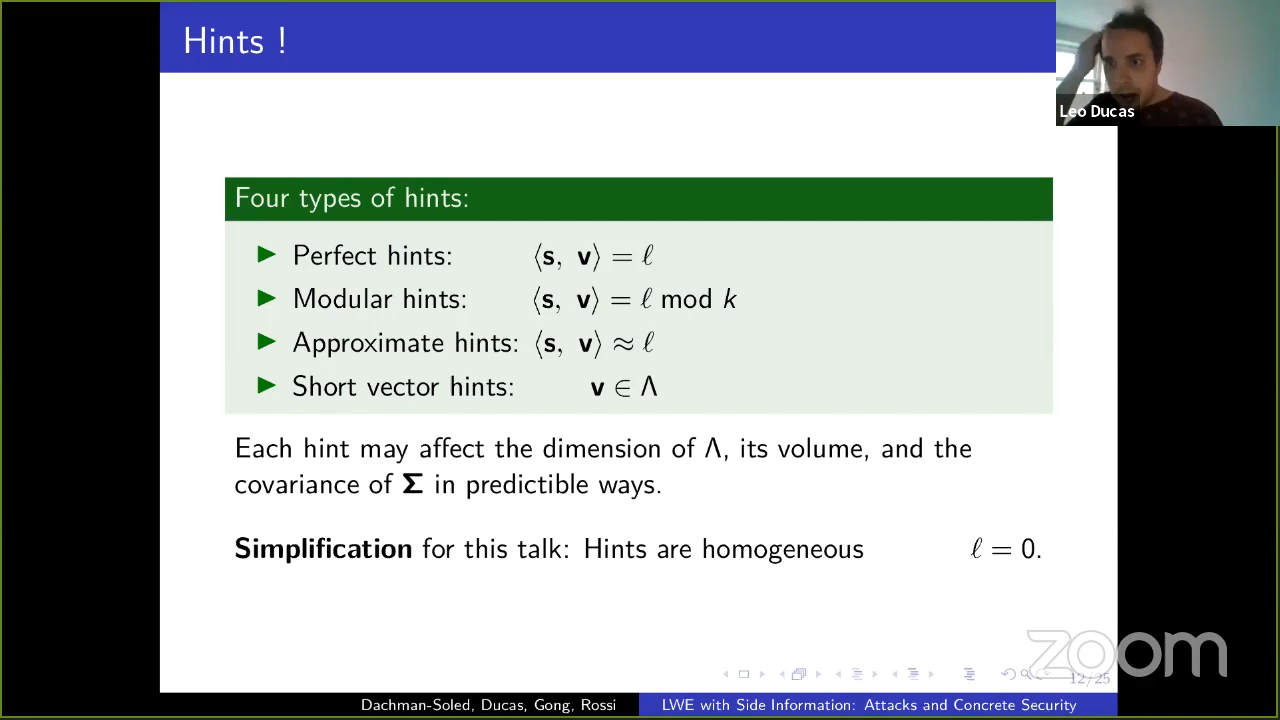 Hints !
Leo Ducas
Four types of hints:
▶ Perfect hints: ⟨s, v⟩ = ℓ
▶ Modular hints: ⟨s, v⟩ = ℓ mod k
▶ Approximate hints: ⟨s, v⟩ ≈ ℓ
▶ Short vector hints: v ∈ Λ
Each hint may affect the dimension of Λ, its volume, and the
covariance of Σ in predictible ways.
Simplification for this talk: Hints are homogeneous ℓ = 0.
zoom
12/25
Dachman-Soled, Ducas, Gong, Rossi LWE with Side Information: Attacks and Concrete Security